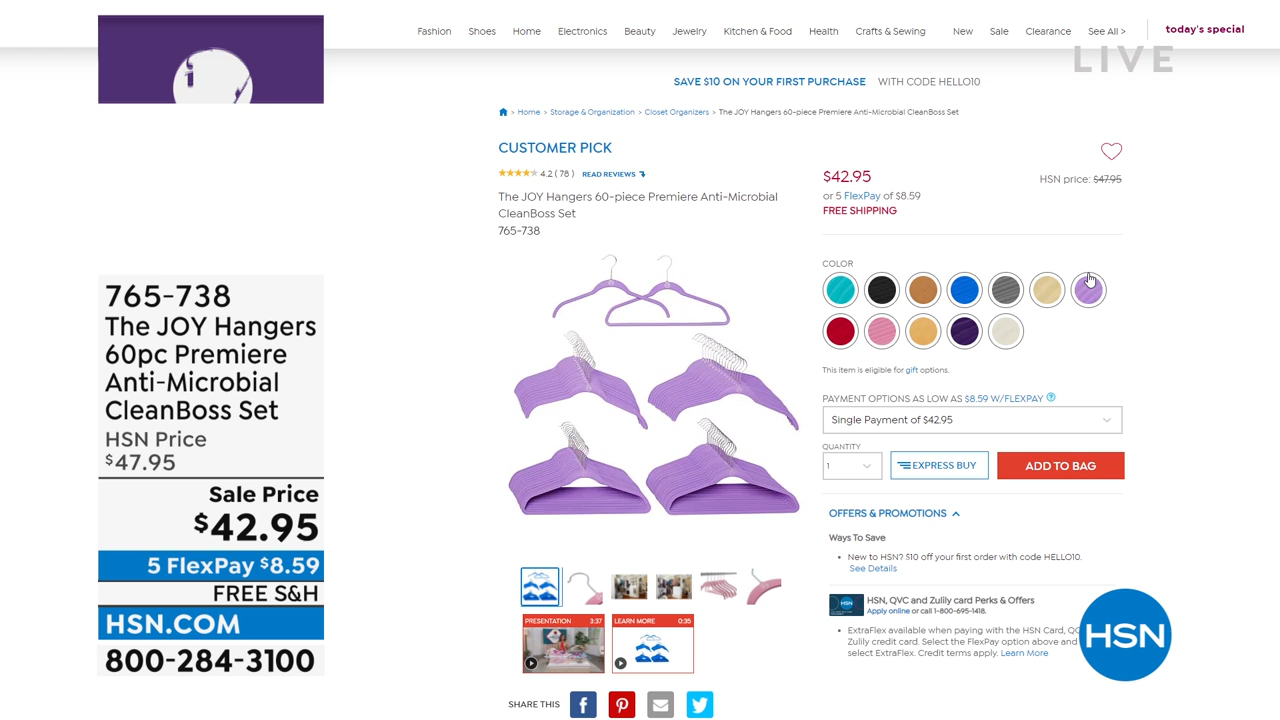 Fashion Shoes Home Electronics Beauty Jewelry Kitchen & Food Health Crafts & Sewing New Sale Clearance See All > today's special
LIVE
SAVE $10 ON YOUR FIRST PURCHASE WITH CODE HELLO10
> Home > Storage & Organization > Closet Organizers > The JOY Hangers 60-piece Premiere Anti-Microbial CleanBoss Set
CUSTOMER PICK
4.2 ( 78 ) READ REVIEWS
The JOY Hangers 60-piece Premiere Anti-Microbial
CleanBoss Set
765-738
$42.95
HSN price: $47.95
or 5 FlexPay of $8.59
FREE SHIPPING
COLOR
This item is eligible for gift options.
PAYMENT OPTIONS AS LOW AS $8.59 W/FLEXPAY ?
Single Payment of $42.95
QUANTITY
1
EXPRESS BUY
ADD TO BAG
OFFERS & PROMOTIONS
Ways To Save
• New to HSN? $10 off your first order with code HELLO10.
See Details
HSN, QVC and Zulily card Perks & Offers
Apply online or call 1-800-695-1418.
• ExtraFlex available when paying with the HSN Card,
Zulily credit card. Select the FlexPay option above and
select ExtraFlex. Credit terms apply. Learn More
HSN
PRESENTATION 3:37
LEARN MORE 0:35
SHARE THIS
765-738
The JOY Hangers
60pc Premiere
Anti-Microbial
CleanBoss Set
HSN Price
$47.95
Sale Price
$42.95
5 FlexPay $8.59
FREE S&H
HSN.COM
800-284-3100